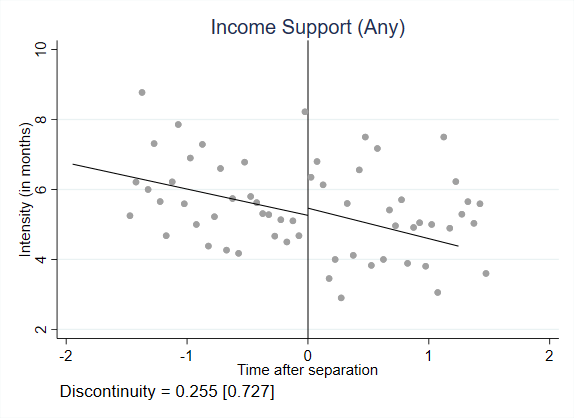 Income Support (Any)
Intensity (in months)
10
8
6
4
2
-2 -1 0 1 2
Time after separation
Discontinuity = 0.255 [0.727]